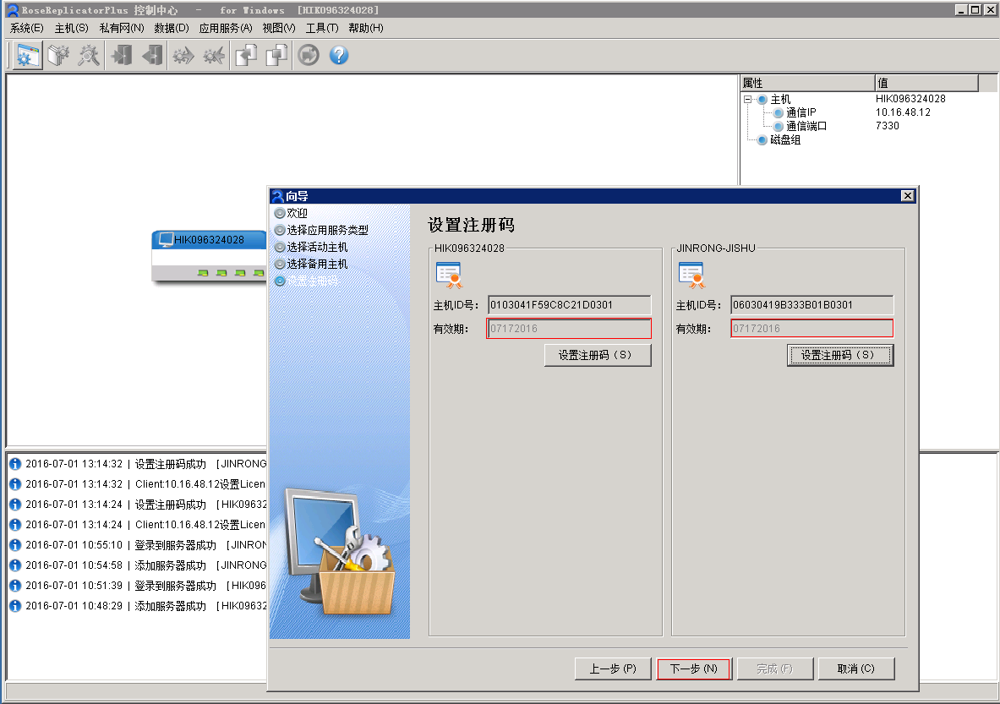 RoseReplicatorPlus 控制中心 - for Windows [HIK096324028]
系统(E) 主机(S) 私有网(N) 数据(D) 应用服务(A) 视图(V) 工具(T) 帮助(H)
属性 值
主机 HIK096324028
通信IP 10.16.48.12
通信端口 7330
磁盘组
HIK096324028
向导
欢迎
选择应用服务类型
选择活动主机
选择备用主机
设置注册码
设置注册码
HIK096324028
主机ID号: 0103041F59C8C21D0301
有效期: 07172016
设置注册码（S）
JINRONG-JISHU
主机ID号: 06030419B333B01B0301
有效期: 07172016
设置注册码（S）
上一步(P) 下一步(N) 完成(F) 取消(C)
2016-07-01 13:14:32 | 设置注册码成功 [JINRONG
2016-07-01 13:14:32 | Client:10.16.48.12设置Licen
2016-07-01 13:14:24 | 设置注册码成功 [HIK09632
2016-07-01 13:14:24 | Client:10.16.48.12设置Licen
2016-07-01 10:55:10 | 登录到服务器成功 [JINRON
2016-07-01 10:54:58 | 添加服务器成功 [JINRONG
2016-07-01 10:51:39 | 登录到服务器成功 [HIK096
2016-07-01 10:48:29 | 添加服务器成功 [HIK09632